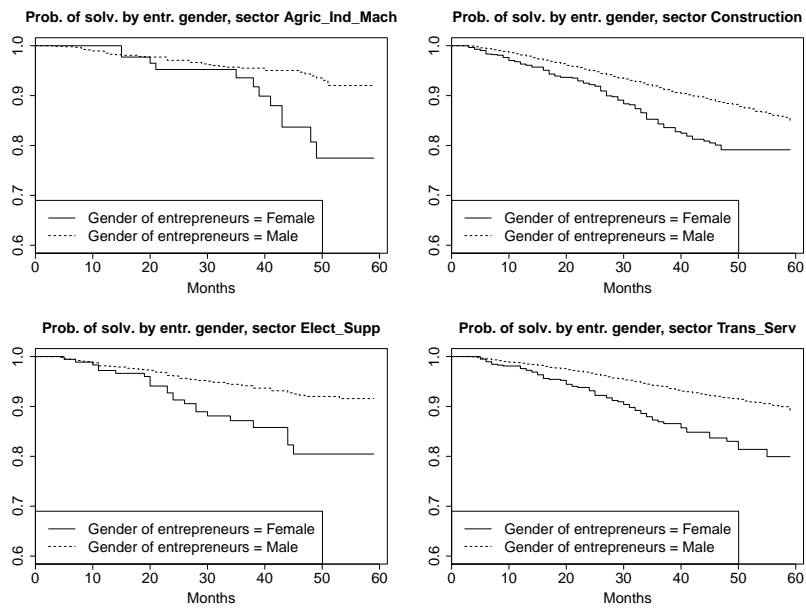 Prob. of solv. by entr. gender, sector Agric_Ind_Mach
1.0
0.9
0.8
0.7
0.6
Gender of entrepreneurs = Female
Gender of entrepreneurs = Male
0 10 20 30 40 50 60
Months
Prob. of solv. by entr. gender, sector Construction
1.0
0.9
0.8
0.7
0.6
Gender of entrepreneurs = Female
Gender of entrepreneurs = Male
0 10 20 30 40 50 60
Months
Prob. of solv. by entr. gender, sector Elect_Supp
1.0
0.9
0.8
0.7
0.6
Gender of entrepreneurs = Female
Gender of entrepreneurs = Male
0 10 20 30 40 50 60
Months
Prob. of solv. by entr. gender, sector Trans_Serv
1.0
0.9
0.8
0.7
0.6
Gender of entrepreneurs = Female
Gender of entrepreneurs = Male
0 10 20 30 40 50 60
Months